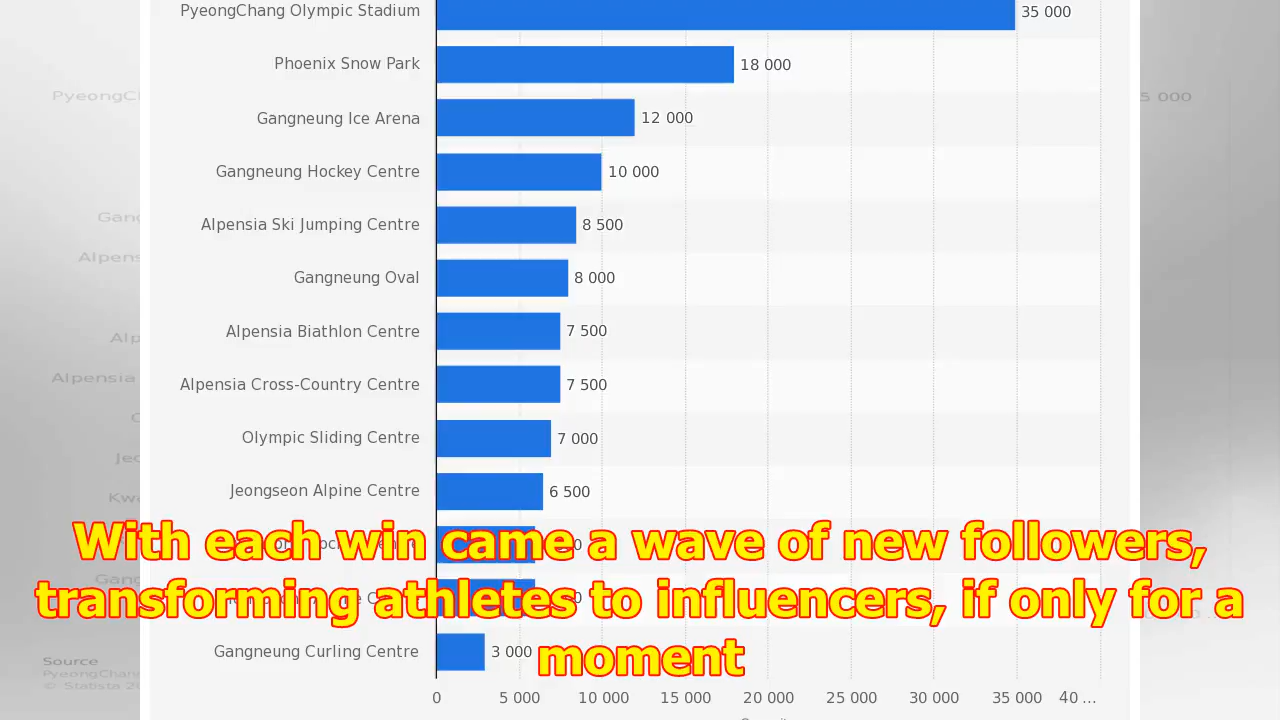 PyeongChang Olympic Stadium 35 000
Phoenix Snow Park 18 000
Gangneung Ice Arena 12 000
Gangneung Hockey Centre 10 000
Alpensia Ski Jumping Centre 8 500
Gangneung Oval 8 000
Alpensia Biathlon Centre 7 500
Alpensia Cross-Country Centre 7 500
Olympic Sliding Centre 7 000
Jeongseon Alpine Centre 6 500
With each win came a wave of new followers,
transforming athletes to influencers, if only for a
moment
Gangneung Curling Centre 3 000
0 5 000 10 000 15 000 20 000 25 000 30 000 35 000 40 ...
Source